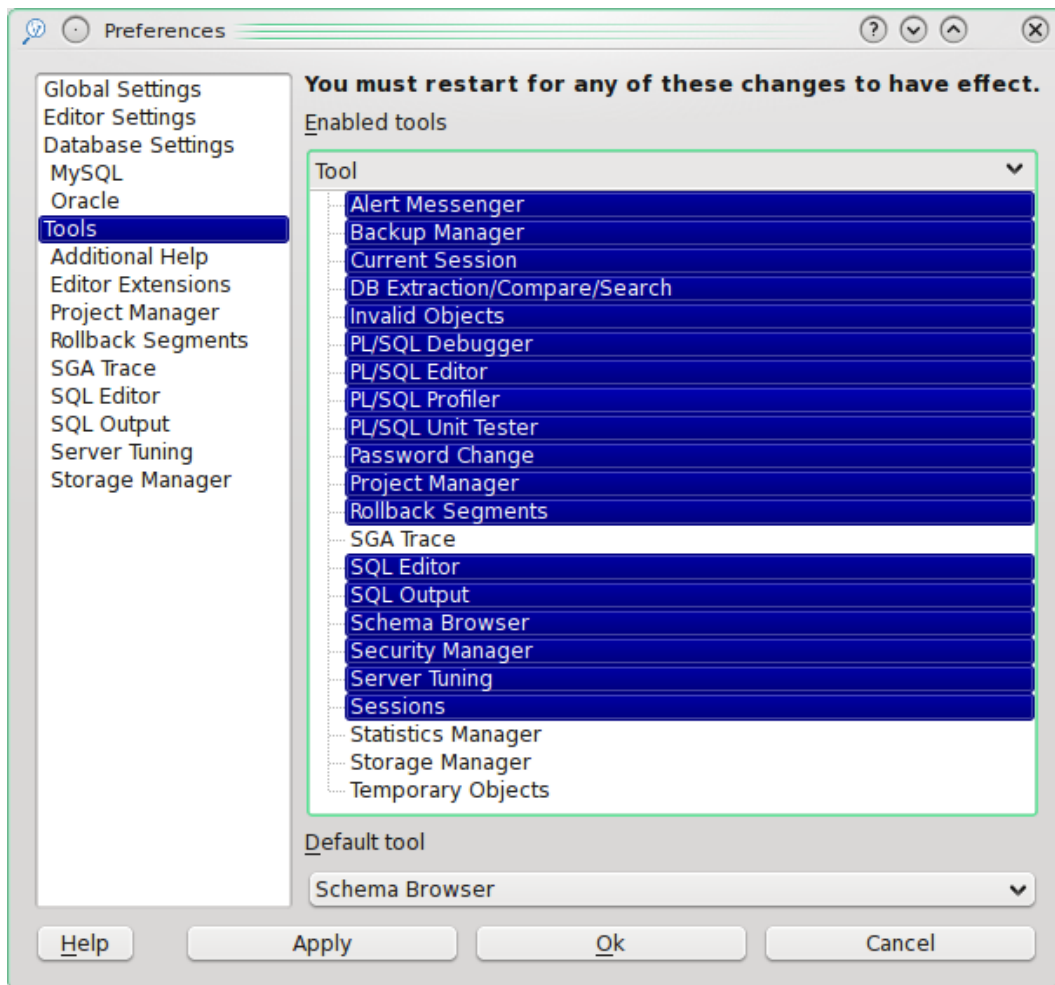 Preferences
Global Settings
Editor Settings
Database Settings
MySQL
Oracle
Tools
Additional Help
Editor Extensions
Project Manager
Rollback Segments
SGA Trace
SQL Editor
SQL Output
Server Tuning
Storage Manager
You must restart for any of these changes to have effect.
Enabled tools
Tool
Alert Messenger
Backup Manager
Current Session
DB Extraction/Compare/Search
Invalid Objects
PL/SQL Debugger
PL/SQL Editor
PL/SQL Profiler
PL/SQL Unit Tester
Password Change
Project Manager
Rollback Segments
SGA Trace
SQL Editor
SQL Output
Schema Browser
Security Manager
Server Tuning
Sessions
Statistics Manager
Storage Manager
Temporary Objects
Default tool
Schema Browser
Help Apply Ok Cancel